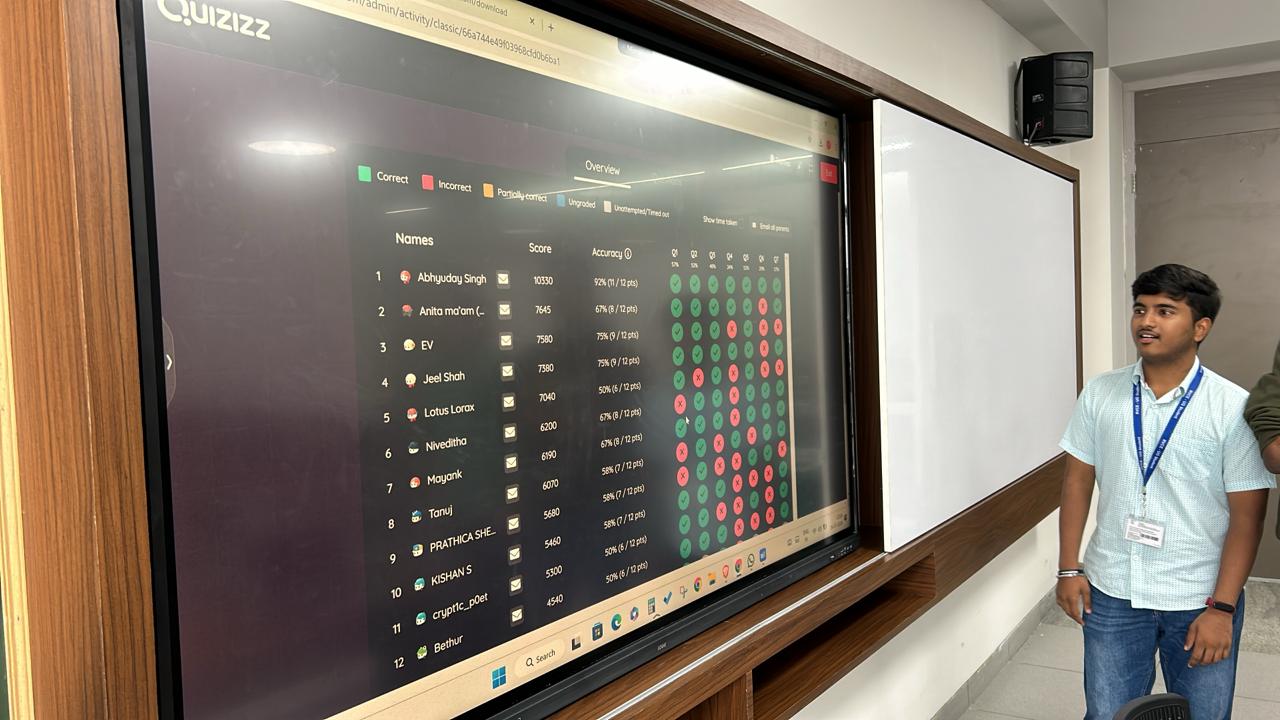 Quizizz
/download
/admin/activity/classic/66a744e49f03968cfd0b6ba1
Overview
Exit
Correct Incorrect Partially correct Ungraded Unattempted/Timed out
Show time taken Email all parents
Names Score Accuracy Q1 Q2 Q3 Q4 Q5 Q6 Q7
1 Abhyuday Singh 10330 92% (11 / 12 pts)
2 Anita ma'am (... 7645 67% (8 / 12 pts)
3 EV 7580 75% (9 / 12 pts)
4 Jeel Shah 7380 75% (9 / 12 pts)
5 Lotus Lorax 7040 50% (6 / 12 pts)
6 Niveditha 6200 67% (8 / 12 pts)
7 Mayank 6190 67% (8 / 12 pts)
8 Tanuj 6070 58% (7 / 12 pts)
9 PRATHICA SHE... 5680 58% (7 / 12 pts)
10 KISHAN S 5460 58% (7 / 12 pts)
11 crypt1c_p0et 5300 50% (6 / 12 pts)
12 Bethur 4540 50% (6 / 12 pts)
Search